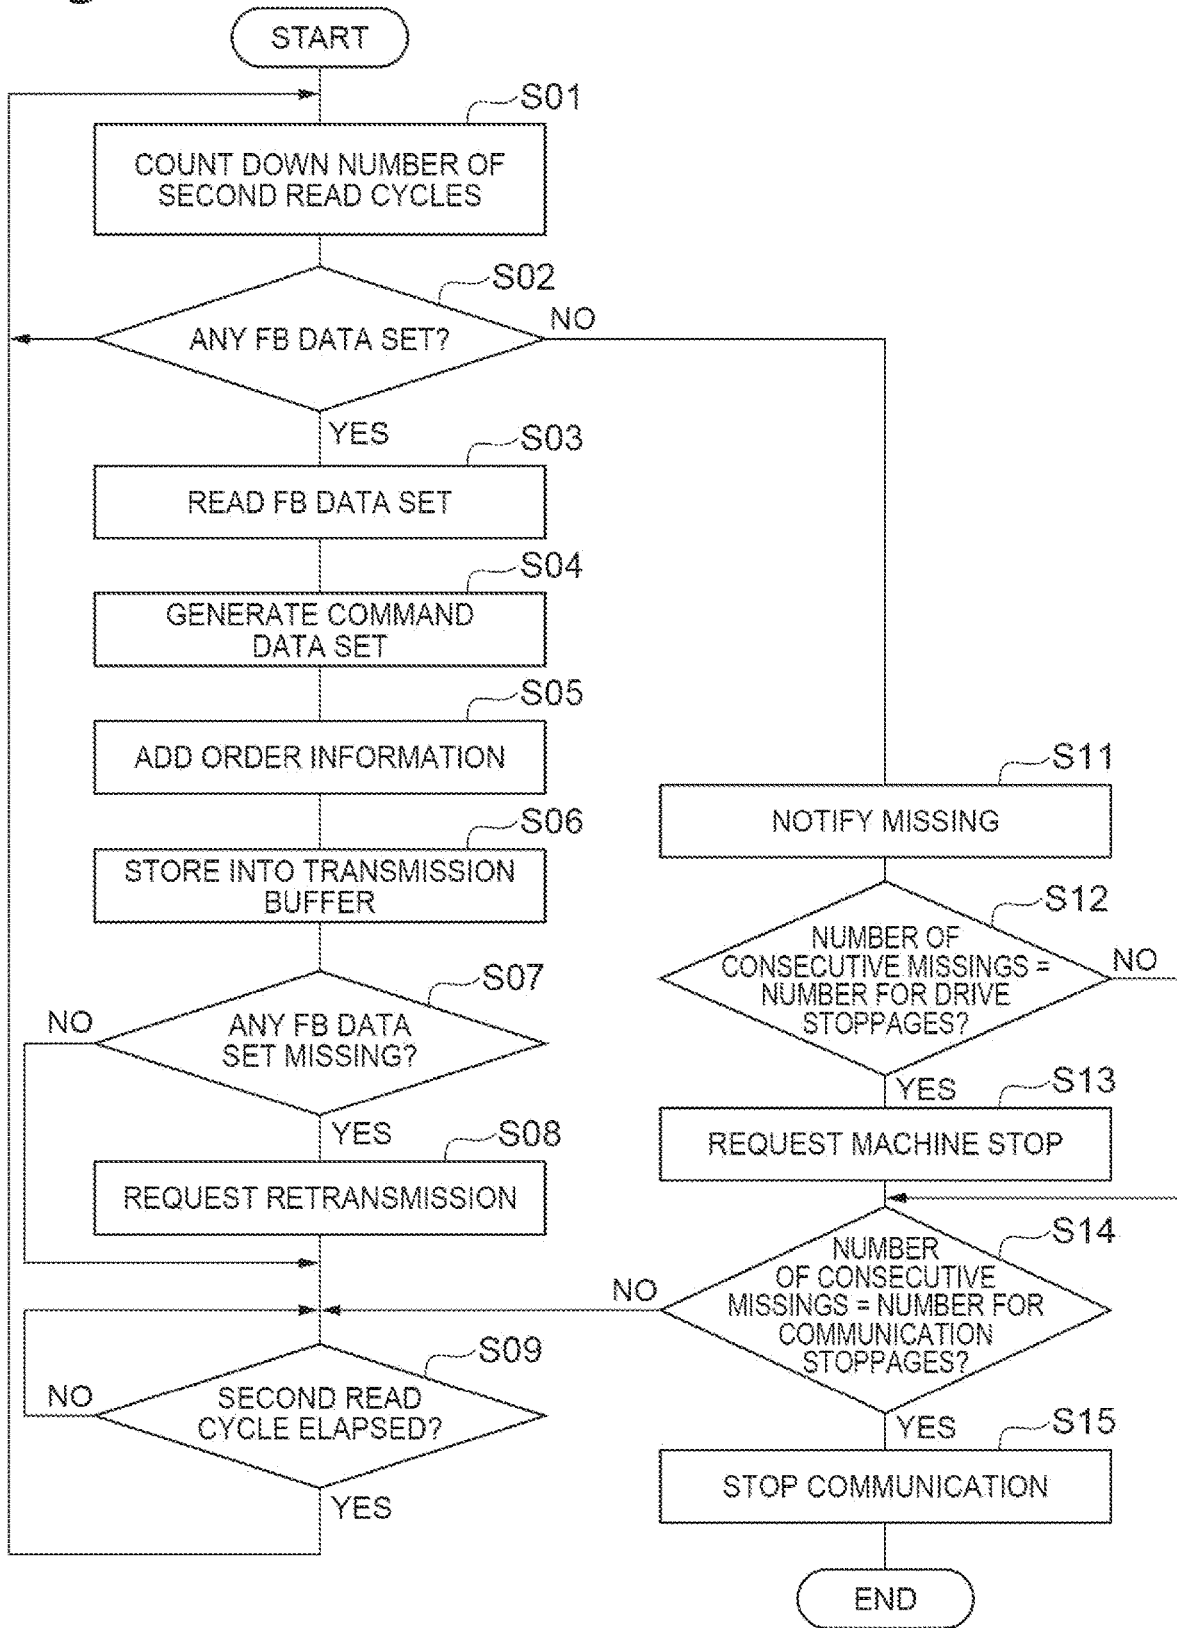 START
S01
COUNT DOWN NUMBER OF
SECOND READ CYCLES
S02
ANY FB DATA SET?
NO
YES
S03
READ FB DATA SET
S04
GENERATE COMMAND
DATA SET
S05
ADD ORDER INFORMATION
S06
STORE INTO TRANSMISSION
BUFFER
S07
NO
ANY FB DATA
SET MISSING?
YES
S08
REQUEST RETRANSMISSION
S09
NO
SECOND READ
CYCLE ELAPSED?
YES
S11
NOTIFY MISSING
S12
NUMBER OF
CONSECUTIVE MISSINGS =
NUMBER FOR DRIVE
STOPPAGES?
NO
YES
S13
REQUEST MACHINE STOP
S14
NUMBER
OF CONSECUTIVE
MISSINGS = NUMBER FOR
COMMUNICATION
STOPPAGES?
NO
YES
S15
STOP COMMUNICATION
END